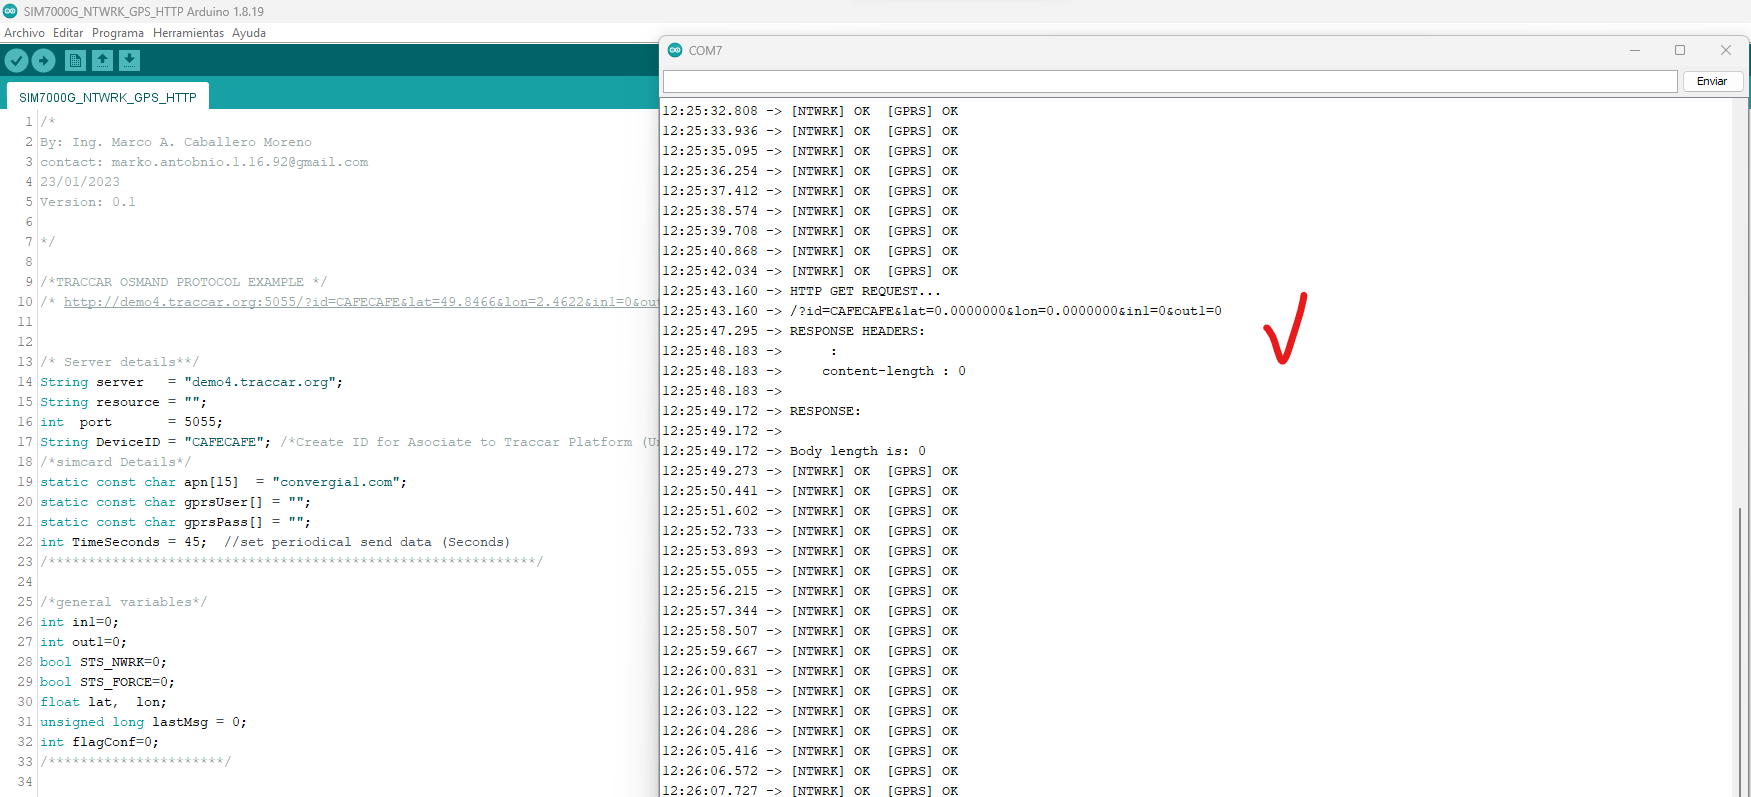 SIM7000G_NTWRK_GPS_HTTP Arduino 1.8.19
Archivo Editar Programa Herramientas Ayuda
SIM7000G_NTWRK_GPS_HTTP
1 /*
2 By: Ing. Marco A. Caballero Moreno
3 contact: marko.antobnio.1.16.92@gmail.com
4 23/01/2023
5 Version: 0.1
6
7 */
8
9 /*TRACCAR OSMAND PROTOCOL EXAMPLE */
10 /* http://demo4.traccar.org:5055/?id=CAFECAFE&lat=49.8466&lon=2.4622&in1=0&out
11
12
13 /* Server details**/
14 String server   = "demo4.traccar.org";
15 String resource = "";
16 int  port       = 5055;
17 String DeviceID = "CAFECAFE"; /*Create ID for Asociate to Traccar Platform (Un
18 /*simcard Details*/
19 static const char apn[15]  = "convergia1.com";
20 static const char gprsUser[] = "";
21 static const char gprsPass[] = "";
22 int TimeSeconds = 45;  //set periodical send data (Seconds)
23 /*************************************************************/
24
25 /*general variables*/
26 int in1=0;
27 int out1=0;
28 bool STS_NWRK=0;
29 bool STS_FORCE=0;
30 float lat,  lon;
31 unsigned long lastMsg = 0;
32 int flagConf=0;
33 /**********************/
34
COM7
Enviar
12:25:32.808 -> [NTWRK] OK  [GPRS] OK
12:25:33.936 -> [NTWRK] OK  [GPRS] OK
12:25:35.095 -> [NTWRK] OK  [GPRS] OK
12:25:36.254 -> [NTWRK] OK  [GPRS] OK
12:25:37.412 -> [NTWRK] OK  [GPRS] OK
12:25:38.574 -> [NTWRK] OK  [GPRS] OK
12:25:39.708 -> [NTWRK] OK  [GPRS] OK
12:25:40.868 -> [NTWRK] OK  [GPRS] OK
12:25:42.034 -> [NTWRK] OK  [GPRS] OK
12:25:43.160 -> HTTP GET REQUEST...
12:25:43.160 -> /?id=CAFECAFE&lat=0.0000000&lon=0.0000000&in1=0&out1=0
12:25:47.295 -> RESPONSE HEADERS:
12:25:48.183 ->      :
12:25:48.183 ->     content-length : 0
12:25:48.183 ->
12:25:49.172 -> RESPONSE:
12:25:49.172 ->
12:25:49.172 -> Body length is: 0
12:25:49.273 -> [NTWRK] OK  [GPRS] OK
12:25:50.441 -> [NTWRK] OK  [GPRS] OK
12:25:51.602 -> [NTWRK] OK  [GPRS] OK
12:25:52.733 -> [NTWRK] OK  [GPRS] OK
12:25:53.893 -> [NTWRK] OK  [GPRS] OK
12:25:55.055 -> [NTWRK] OK  [GPRS] OK
12:25:56.215 -> [NTWRK] OK  [GPRS] OK
12:25:57.344 -> [NTWRK] OK  [GPRS] OK
12:25:58.507 -> [NTWRK] OK  [GPRS] OK
12:25:59.667 -> [NTWRK] OK  [GPRS] OK
12:26:00.831 -> [NTWRK] OK  [GPRS] OK
12:26:01.958 -> [NTWRK] OK  [GPRS] OK
12:26:03.122 -> [NTWRK] OK  [GPRS] OK
12:26:04.286 -> [NTWRK] OK  [GPRS] OK
12:26:05.416 -> [NTWRK] OK  [GPRS] OK
12:26:06.572 -> [NTWRK] OK  [GPRS] OK
12:26:07.727 -> [NTWRK] OK  [GPRS] OK